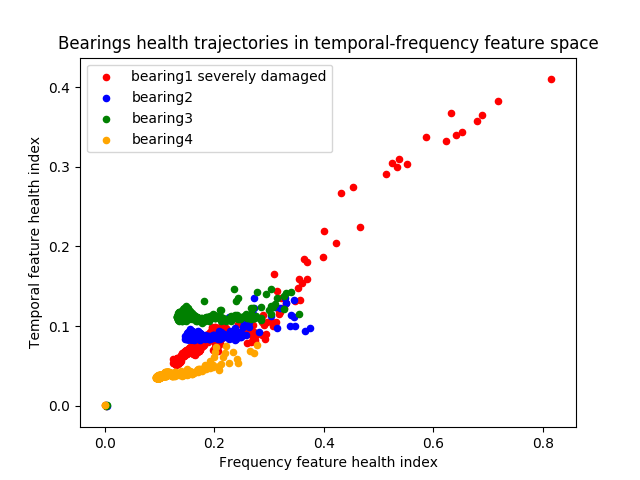 Bearings health trajectories in temporal-frequency feature space
bearing1 severely damaged
bearing2
bearing3
bearing4
Temporal feature health index
0.4
0.3
0.2
0.1
0.0
0.0 0.2 0.4 0.6 0.8
Frequency feature health index